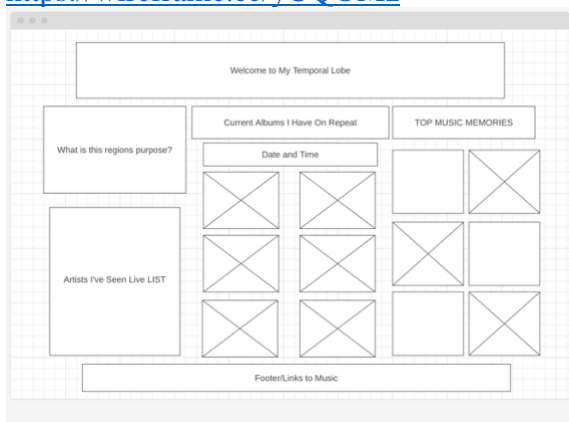 Welcome to My Temporal Lobe
What is this regions purpose?
Current Albums I Have On Repeat
TOP MUSIC MEMORIES
Date and Time
Artists I've Seen Live LIST
Footer/Links to Music